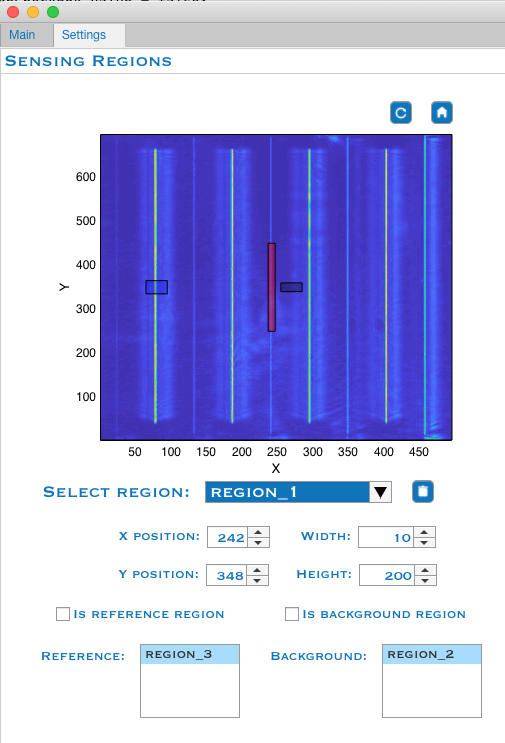 Main Settings
SENSING REGIONS
600
500
400
300
200
100
Y
50 100 150 200 250 300 350 400 450
X
SELECT REGION: REGION_1
X POSITION: 242 WIDTH: 10
Y POSITION: 348 HEIGHT: 200
IS REFERENCE REGION IS BACKGROUND REGION
REFERENCE: REGION_3 BACKGROUND: REGION_2